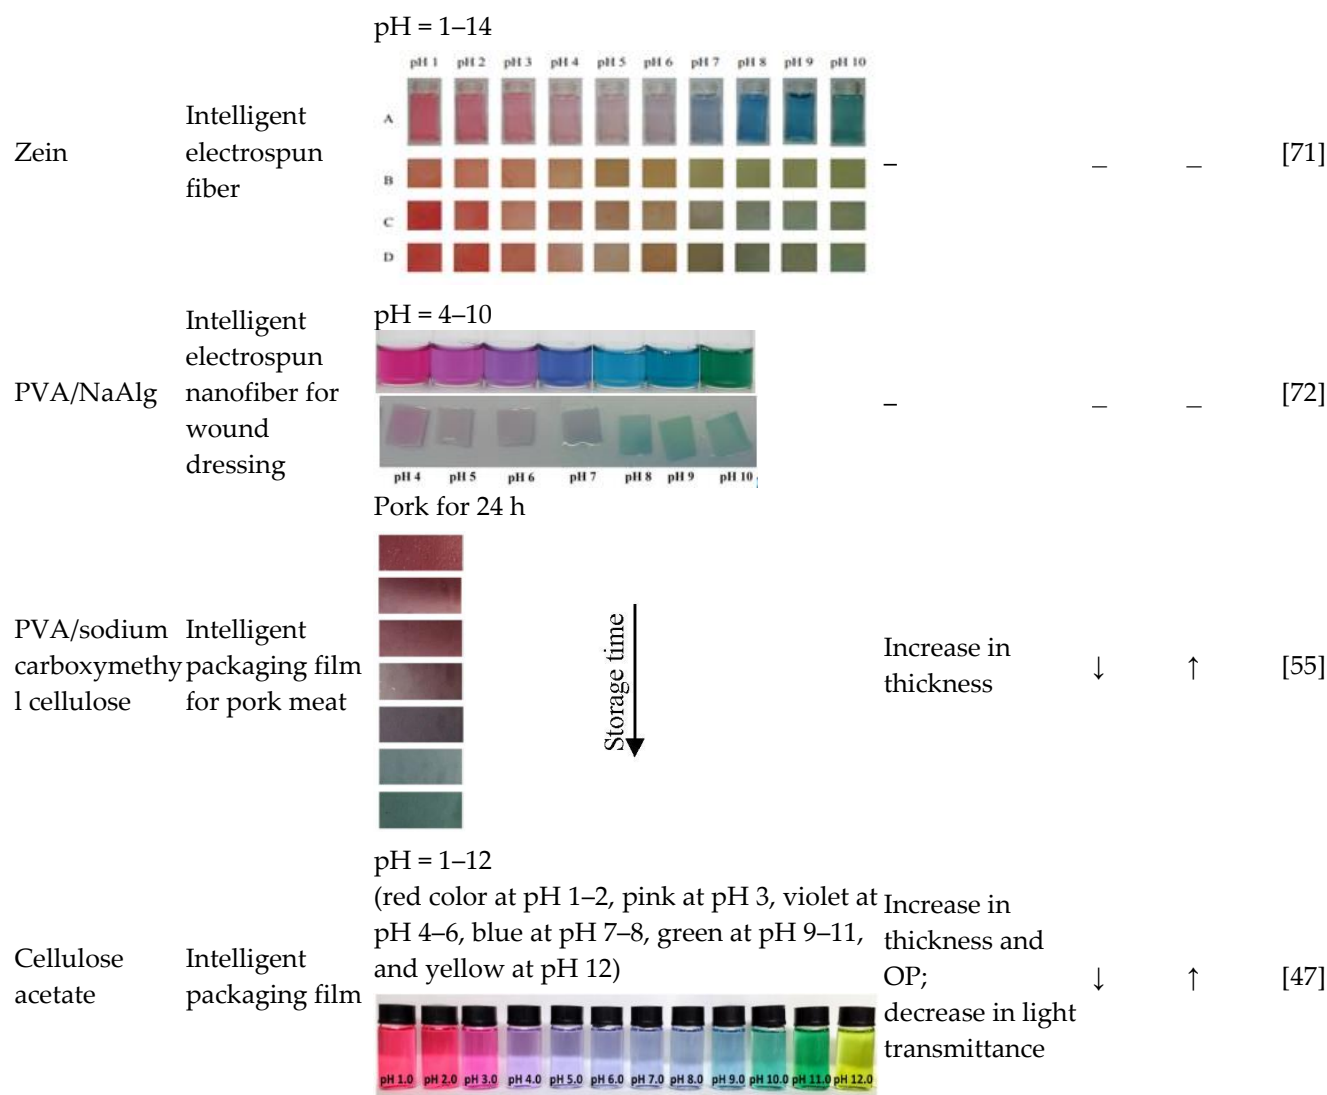 pH = 1–14
pH 1 pH 2 pH 3 pH 4 pH 5 pH 6 pH 7 pH 8 pH 9 pH 10
A
B
C
D
Zein
Intelligent
electrospun
fiber
– – – [71]
pH = 4–10
pH 4 pH 5 pH 6 pH 7 pH 8 pH 9 pH 10
PVA/NaAlg
Intelligent
electrospun
nanofiber for
wound
dressing
– – – [72]
Pork for 24 h
Storage time
PVA/sodium
carboxymethy
l cellulose
Intelligent
packaging film
for pork meat
Increase in
thickness
↓ ↑ [55]
pH = 1–12
(red color at pH 1–2, pink at pH 3, violet at
pH 4–6, blue at pH 7–8, green at pH 9–11,
and yellow at pH 12)
pH 1.0 pH 2.0 pH 3.0 pH 4.0 pH 5.0 pH 6.0 pH 7.0 pH 8.0 pH 9.0 pH 10.0 pH 11.0 pH 12.0
Cellulose
acetate
Intelligent
packaging film
Increase in
thickness and
OP;
decrease in light
transmittance
↓ ↑ [47]